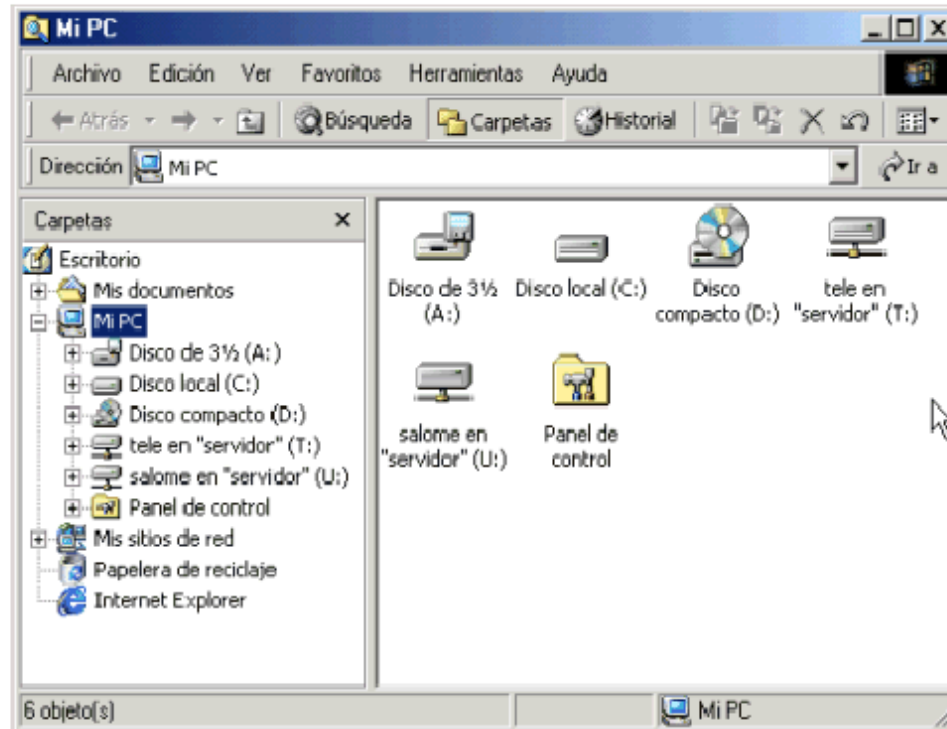 Mi PC
Archivo Edición Ver Favoritos Herramientas Ayuda
Atrás Búsqueda Carpetas Historial
Dirección Mi PC Ir a
Carpetas
Escritorio
Mis documentos
Mi PC
Disco de 3½ (A:)
Disco local (C:)
Disco compacto (D:)
tele en "servidor" (T:)
salome en "servidor" (U:)
Panel de control
Mis sitios de red
Papelera de reciclaje
Internet Explorer
Disco de 3½
(A:)
Disco local (C:)
Disco
compacto (D:)
tele en
"servidor" (T:)
salome en
"servidor" (U:)
Panel de
control
6 objeto(s)
Mi PC